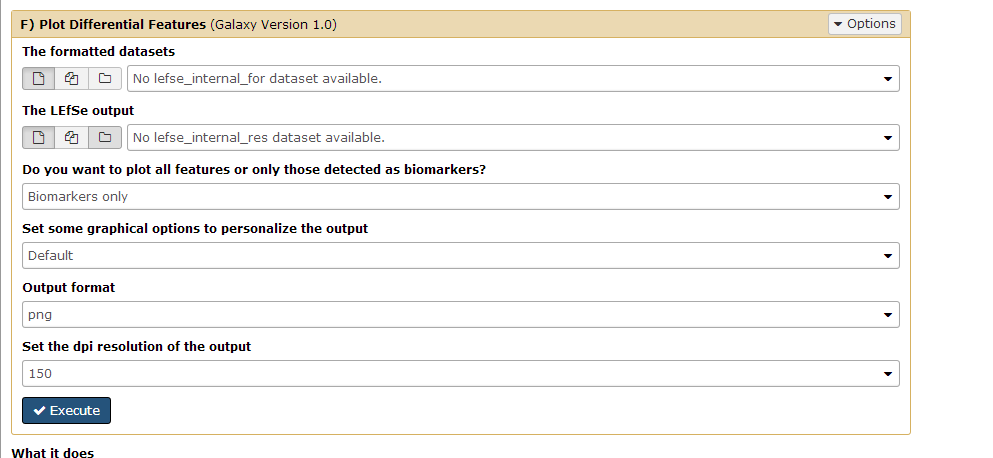 F) Plot Differential Features (Galaxy Version 1.0)
Options
The formatted datasets
No lefse_internal_for dataset available.
The LEfSe output
No lefse_internal_res dataset available.
Do you want to plot all features or only those detected as biomarkers?
Biomarkers only
Set some graphical options to personalize the output
Default
Output format
png
Set the dpi resolution of the output
150
Execute
What it does